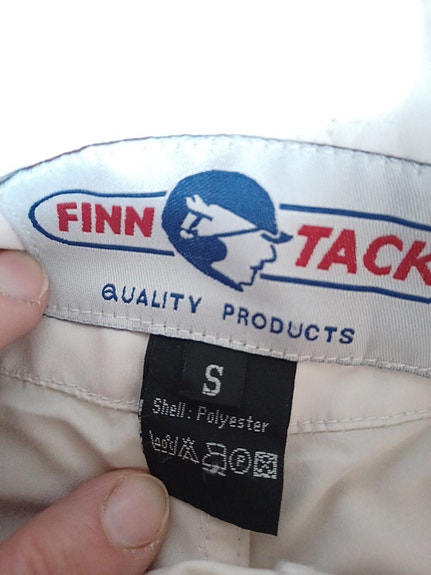 FINN TACK
QUALITY PRODUCTS
S
Shell: Polyester